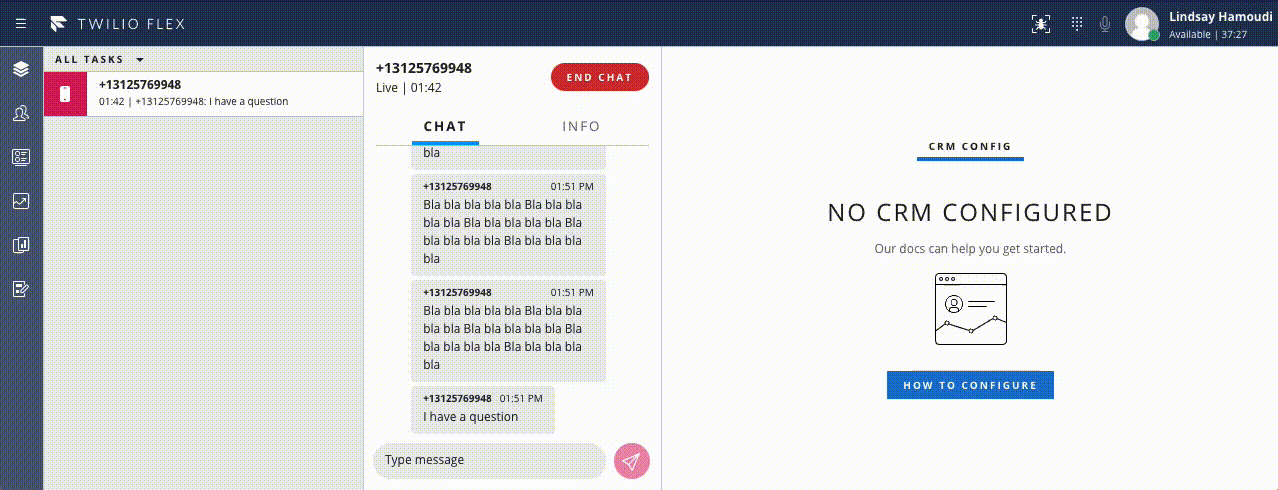 TWILIO FLEX
Lindsay Hamoudi
Available | 37:27
ALL TASKS
+13125769948
01:42 | +13125769948: I have a question
+13125769948
Live | 01:42
END CHAT
CHAT
INFO
bla
+13125769948 01:51 PM
Bla bla bla bla bla Bla bla bla
bla bla Bla bla bla bla bla Bla
bla bla bla bla Bla bla bla bla
bla
+13125769948 01:51 PM
Bla bla bla bla bla Bla bla bla
bla bla Bla bla bla bla bla Bla
bla bla bla bla Bla bla bla bla
bla
+13125769948 01:51 PM
I have a question
Type message
CRM CONFIG
NO CRM CONFIGURED
Our docs can help you get started.
HOW TO CONFIGURE